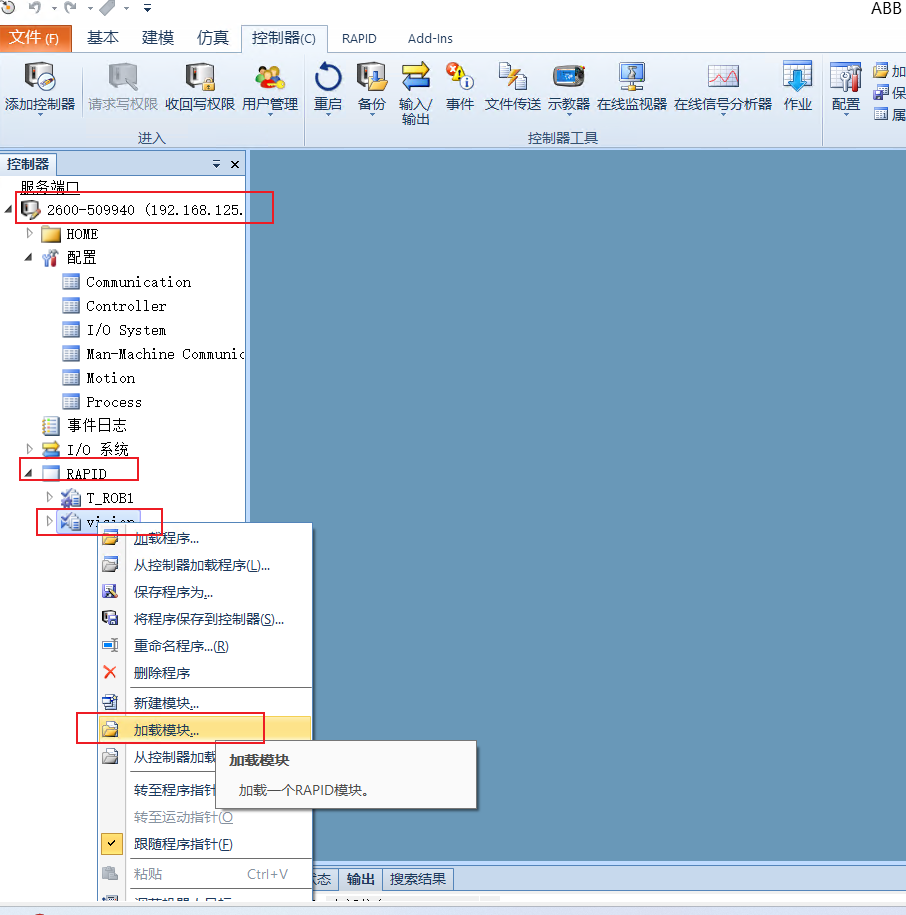 ABB
文件(F) 基本 建模 仿真 控制器(C) RAPID Add-Ins
添加控制器 请求写权限 收回写权限 用户管理 重启 备份 输入/输出 事件 文件传送 示教器 在线监视器 在线信号分析器 作业 配置
加
保
属
进入 控制器工具
控制器
服务端口
2600-509940 (192.168.125.
HOME
配置
Communication
Controller
I/O System
Man-Machine Communic
Motion
Process
事件日志
I/O 系统
RAPID
T_ROB1
vision
加载程序...
从控制器加载程序(L)...
保存程序为...
将程序保存到控制器(S)...
重命名程序...(R)
删除程序
新建模块...
加载模块...
从控制器加载
加载模块
加载一个RAPID模块。
转至程序指针
转至运动指针(O
跟随程序指针(F)
粘贴 Ctrl+V
状态 输出 搜索结果